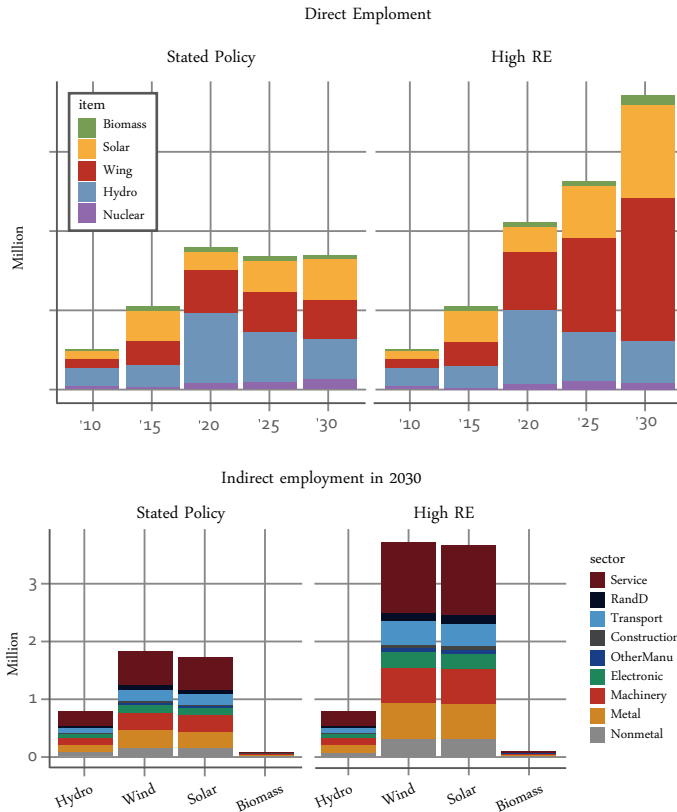 Direct Emploment
Stated Policy
High RE
item
Biomass
Solar
Wing
Hydro
Nuclear
Million
'10 '15 '20 '25 '30
'10 '15 '20 '25 '30
Indirect employment in 2030
Stated Policy
High RE
3
2
1
0
Million
Hydro Wind Solar Biomass
Hydro Wind Solar Biomass
sector
Service
RandD
Transport
Construction
OtherManu
Electronic
Machinery
Metal
Nonmetal